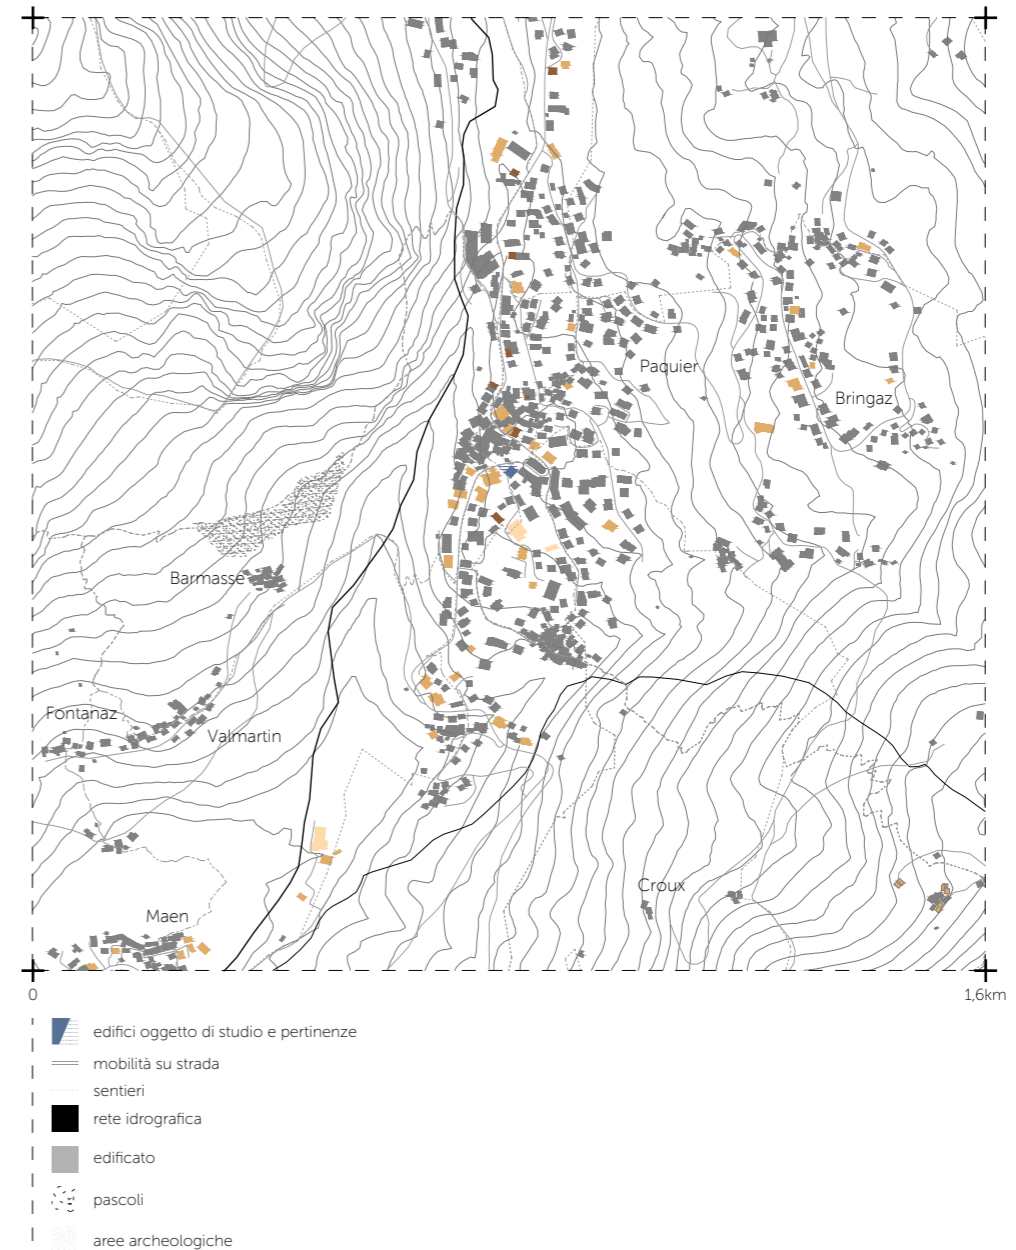 Paquier
Bringaz
Barmasse
Fontanaz
Valmartin
Croux
Maen
0
1,6km
edifici oggetto di studio e pertinenze
mobilità su strada
sentieri
rete idrografica
edificato
pascoli
aree archeologiche